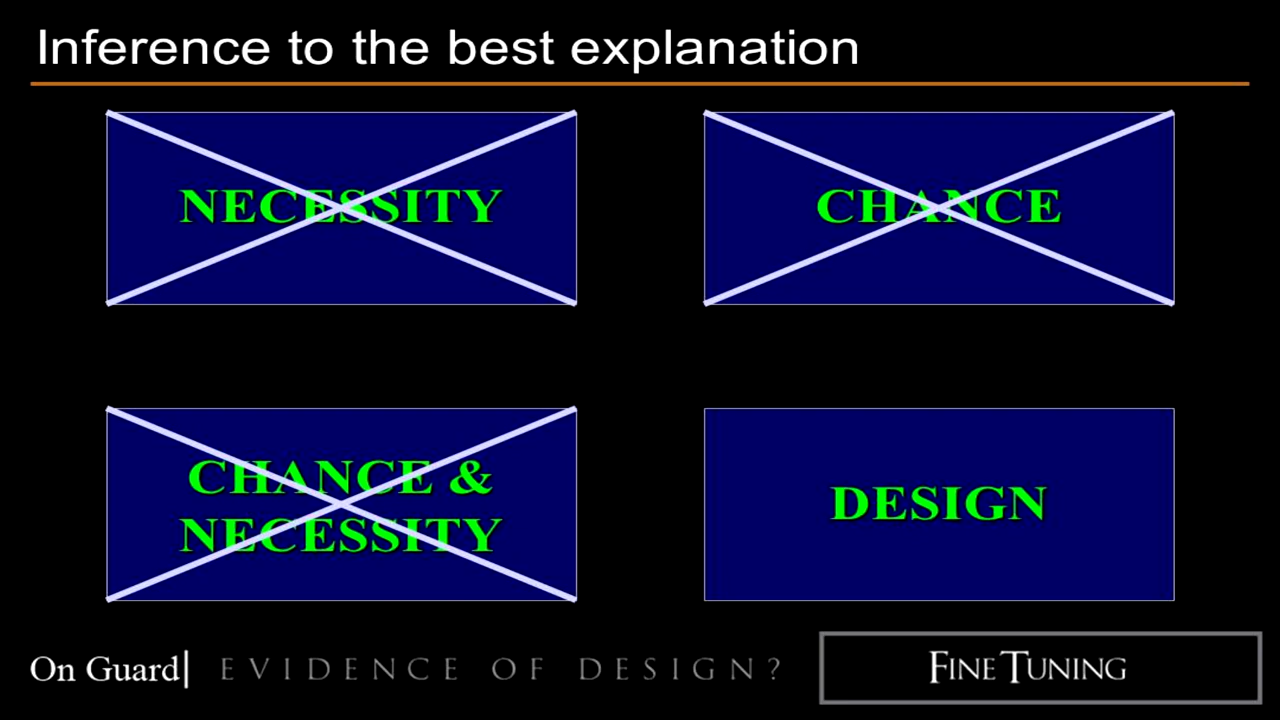 Inference to the best explanation
NECESSITY
CHANCE
CHANCE &
NECESSITY
DESIGN
On Guard| EVIDENCE OF DESIGN?
FINE TUNING